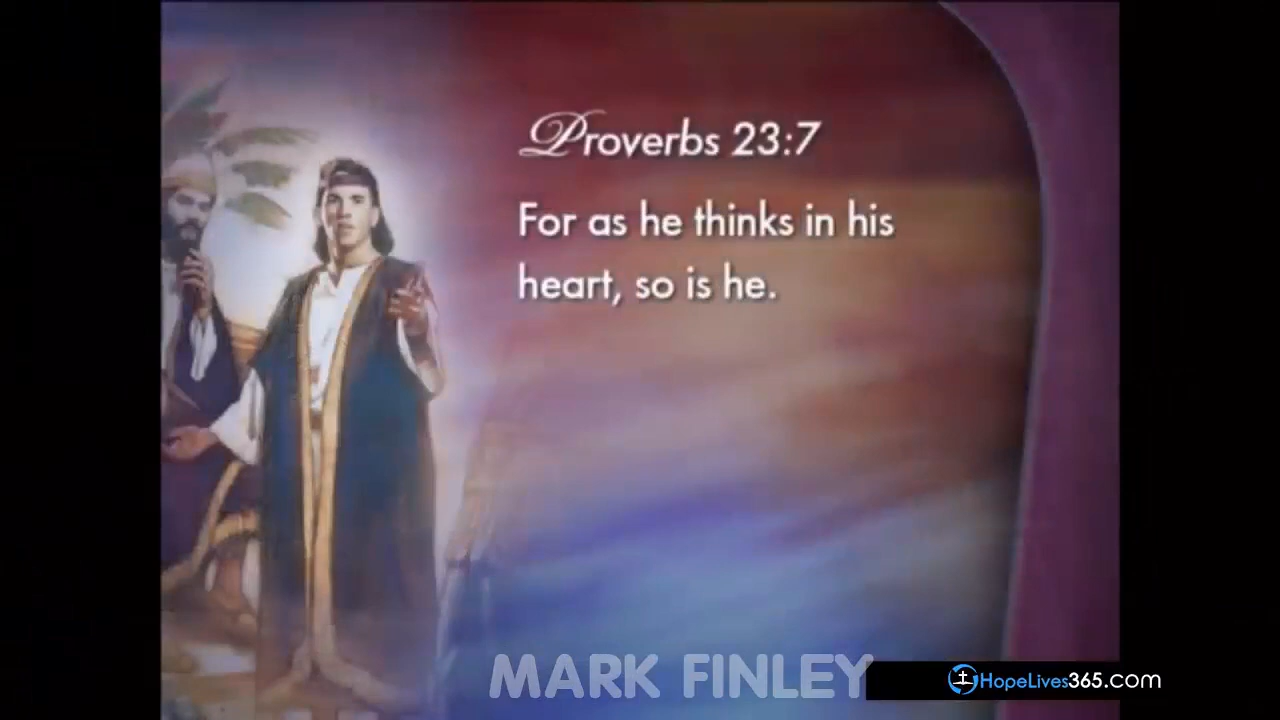 Proverbs 23:7
For as he thinks in his
heart, so is he.
MARK FINLEY
HopeLives365.com